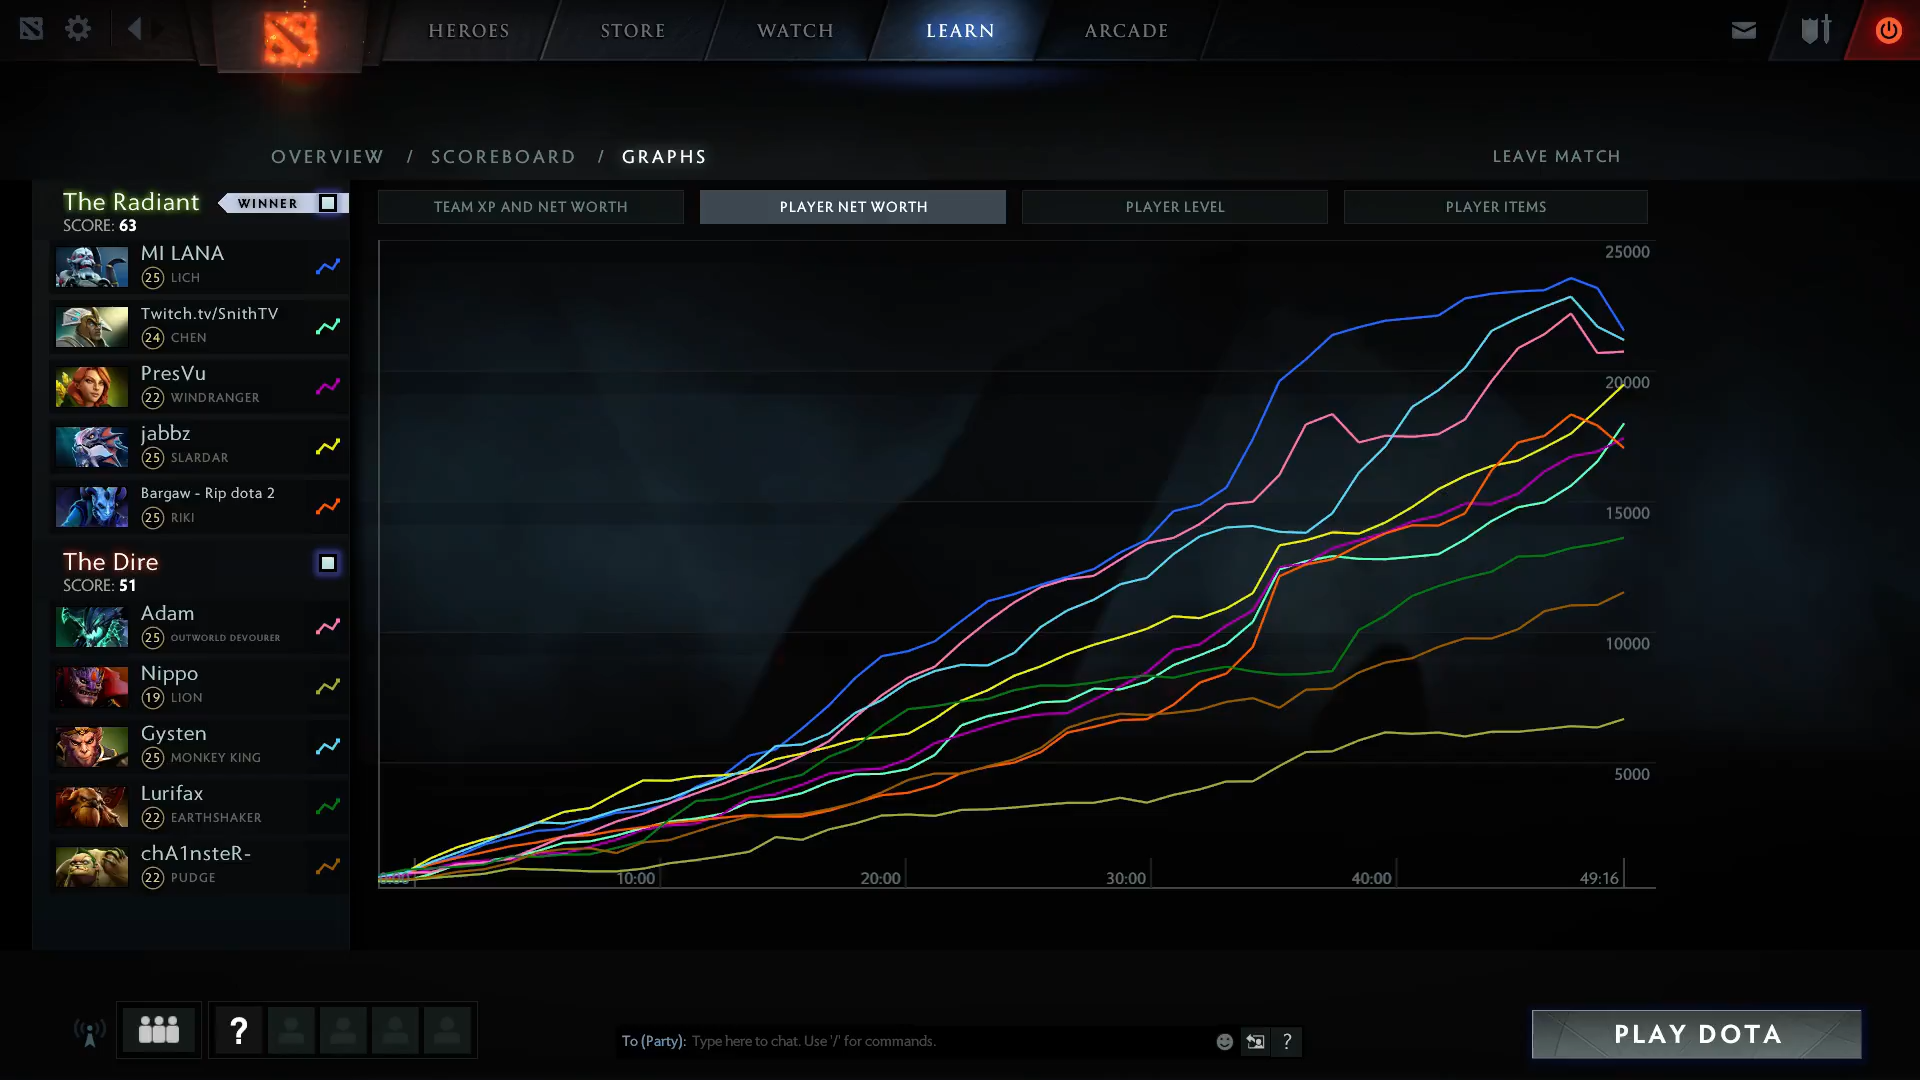 HEROES
STORE
WATCH
LEARN
ARCADE
OVERVIEW / SCOREBOARD / GRAPHS
LEAVE MATCH
The Radiant
WINNER
SCORE: 63
MI LANA
25 LICH
Twitch.tv/SnithTV
24 CHEN
PresVu
22 WINDRANGER
jabbz
25 SLARDAR
Bargaw - Rip dota 2
25 RIKI
The Dire
SCORE: 51
Adam
25 OUTWORLD DEVOURER
Nippo
19 LION
Gysten
25 MONKEY KING
Lurifax
22 EARTHSHAKER
chA1nsteR-
22 PUDGE
TEAM XP AND NET WORTH
PLAYER NET WORTH
PLAYER LEVEL
PLAYER ITEMS
25000
20000
15000
10000
5000
0:00
10:00
20:00
30:00
40:00
49:16
?
To (Party): Type here to chat. Use '/' for commands.
?
PLAY DOTA